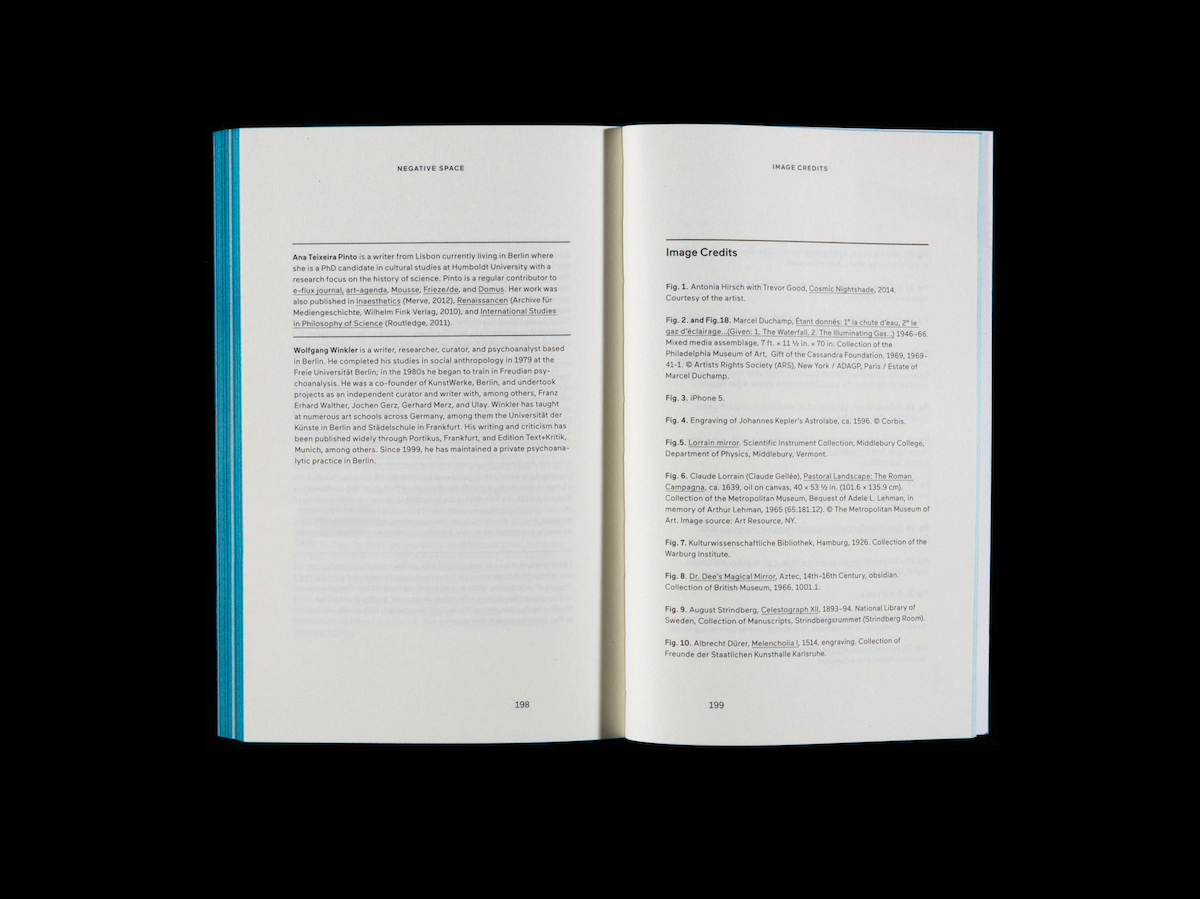 NEGATIVE SPACE
Ana Teixeira Pinto is a writer from Lisbon currently living in Berlin where
she is a PhD candidate in cultural studies at Humboldt University with a
research focus on the history of science. Pinto is a regular contributor to
e-flux journal, art-agenda, Mousse, Frieze/de, and Domus. Her work was
also published in Inaesthetics (Merve, 2012), Renaissancen (Archive für
Mediengeschichte, Wilhelm Fink Verlag, 2010), and International Studies
in Philosophy of Science (Routledge, 2011).
Wolfgang Winkler is a writer, researcher, curator, and psychoanalyst based
in Berlin. He completed his studies in social anthropology in 1979 at the
Freie Universität Berlin; in the 1980s he began to train in Freudian psy-
choanalysis. He was a co-founder of KunstWerke, Berlin, and undertook
projects as an independent curator and writer with, among others, Franz
Erhard Walther, Jochen Gerz, Gerhard Merz, and Ulay. Winkler has taught
at numerous art schools across Germany, among them the Universität der
Künste in Berlin and Städelschule in Frankfurt. His writing and criticism has
been published widely through Portikus, Frankfurt, and Edition Text+Kritik,
Munich, among others. Since 1999, he has maintained a private psychoana-
lytic practice in Berlin.
198
IMAGE CREDITS
Image Credits
Fig. 1. Antonia Hirsch with Trevor Good, Cosmic Nightshade, 2014.
Courtesy of the artist.
Fig. 2. and Fig.18. Marcel Duchamp, Étant donnés: 1° la chute d'eau, 2° le
gaz d'éclairage...(Given: 1. The Waterfall, 2. The Illuminating Gas...) 1946–66.
Mixed media assemblage, 7 ft. × 11 ½ in. × 70 in. Collection of the
Philadelphia Museum of Art, Gift of the Cassandra Foundation, 1969, 1969-
41-1. © Artists Rights Society (ARS), New York / ADAGP, Paris / Estate of
Marcel Duchamp.
Fig. 3. iPhone 5.
Fig. 4. Engraving of Johannes Kepler's Astrolabe, ca. 1596. © Corbis.
Fig.5. Lorrain mirror. Scientific Instrument Collection, Middlebury College,
Department of Physics, Middlebury, Vermont.
Fig. 6. Claude Lorrain (Claude Gellée), Pastoral Landscape: The Roman
Campagna, ca. 1639, oil on canvas, 40 × 53 ½ in. (101.6 × 135.9 cm).
Collection of the Metropolitan Museum, Bequest of Adele L. Lehman, in
memory of Arthur Lehman, 1965 (65.181.12). © The Metropolitan Museum of
Art. Image source: Art Resource, NY.
Fig. 7. Kulturwissenschaftliche Bibliothek, Hamburg, 1926. Collection of the
Warburg Institute.
Fig. 8. Dr. Dee's Magical Mirror, Aztec, 14th–16th Century, obsidian.
Collection of British Museum, 1966, 1001.1.
Fig. 9. August Strindberg, Celestograph XII, 1893–94. National Library of
Sweden, Collection of Manuscripts, Strindbergsrummet (Strindberg Room).
Fig. 10. Albrecht Dürer, Melencholia I, 1514, engraving. Collection of
Freunde der Staatlichen Kunsthalle Karlsruhe.
199